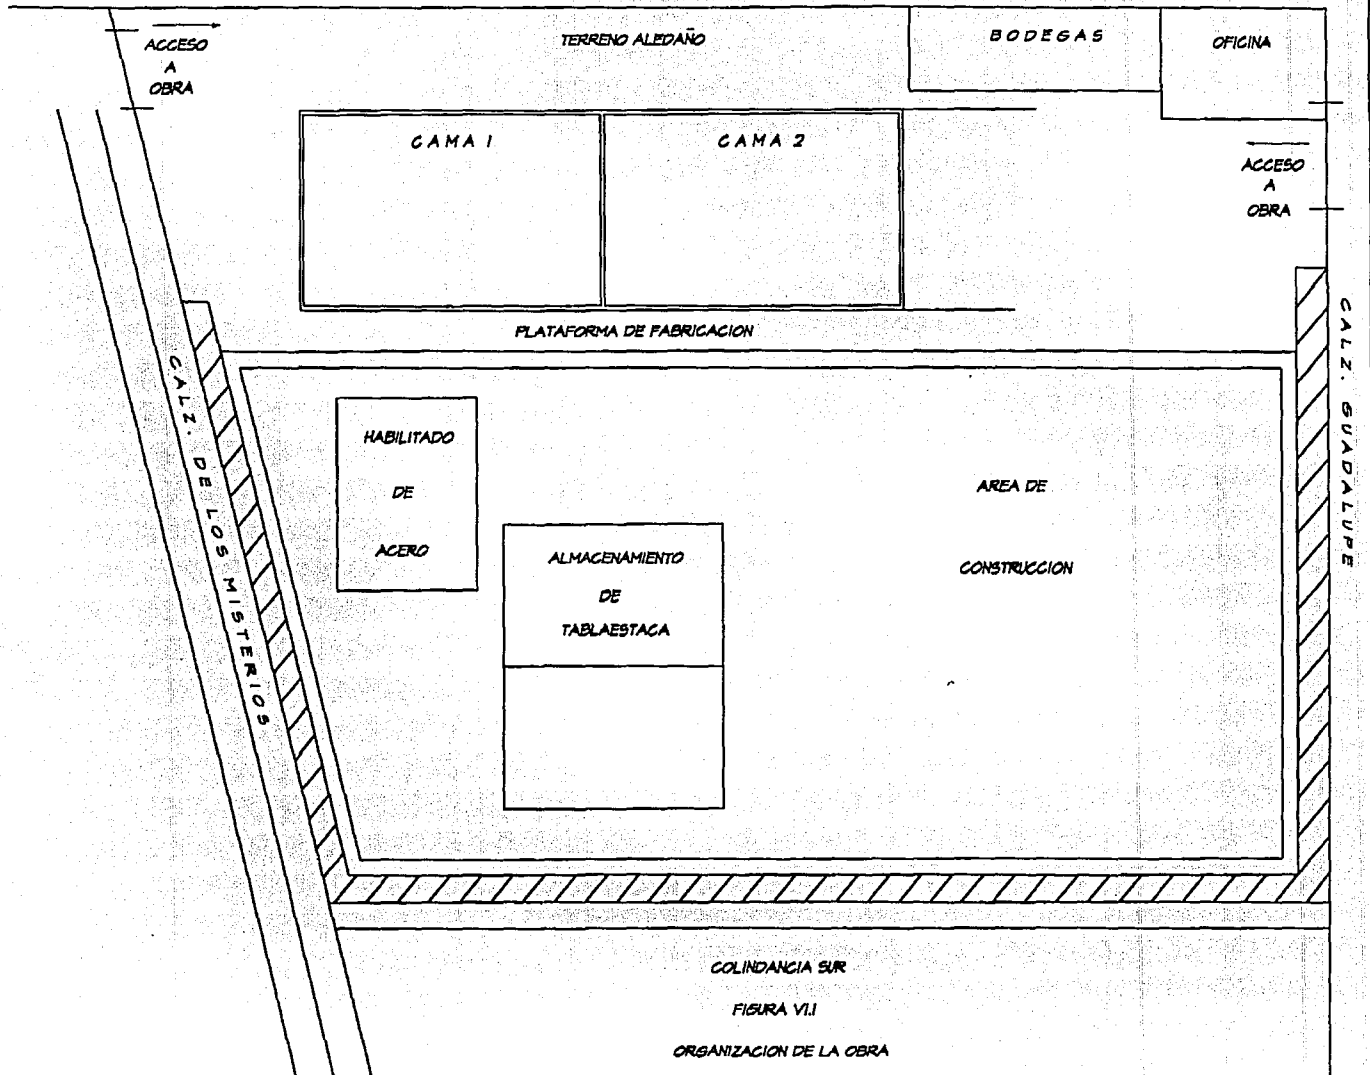 ACCESO
A
OBRA
TERRENO ALEDAÑO
BODEGAS
OFICINA
CAMA 1
CAMA 2
ACCESO
A
OBRA
PLATAFORMA DE FABRICACION
CALZ. DE LOS MISTERIOS
CALZ. GUADALUPE
HABILITADO
DE
ACERO
ALMACENAMIENTO
DE
TABLAESTACA
AREA DE
CONSTRUCCION
COLINDANCIA SUR
FIGURA VI.I
ORGANIZACION DE LA OBRA